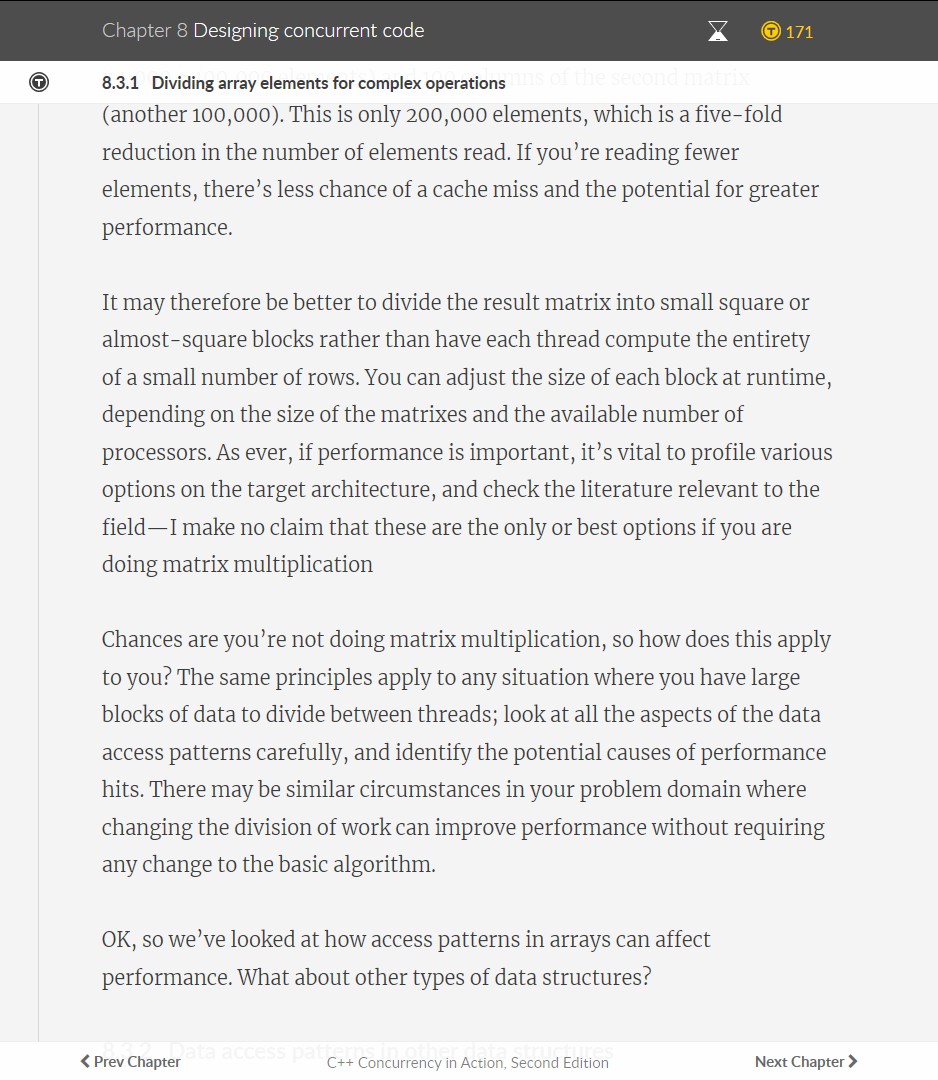 Chapter 8 Designing concurrent code
171
8.3.1 Dividing array elements for complex operations
(another 100,000). This is only 200,000 elements, which is a five-fold
reduction in the number of elements read. If you’re reading fewer
elements, there’s less chance of a cache miss and the potential for greater
performance.
It may therefore be better to divide the result matrix into small square or
almost-square blocks rather than have each thread compute the entirety
of a small number of rows. You can adjust the size of each block at runtime,
depending on the size of the matrixes and the available number of
processors. As ever, if performance is important, it’s vital to profile various
options on the target architecture, and check the literature relevant to the
field—I make no claim that these are the only or best options if you are
doing matrix multiplication
Chances are you’re not doing matrix multiplication, so how does this apply
to you? The same principles apply to any situation where you have large
blocks of data to divide between threads; look at all the aspects of the data
access patterns carefully, and identify the potential causes of performance
hits. There may be similar circumstances in your problem domain where
changing the division of work can improve performance without requiring
any change to the basic algorithm.
OK, so we’ve looked at how access patterns in arrays can affect
performance. What about other types of data structures?
8.3.2 Data access patterns in other data structures
Prev Chapter
C++ Concurrency in Action, Second Edition
Next Chapter